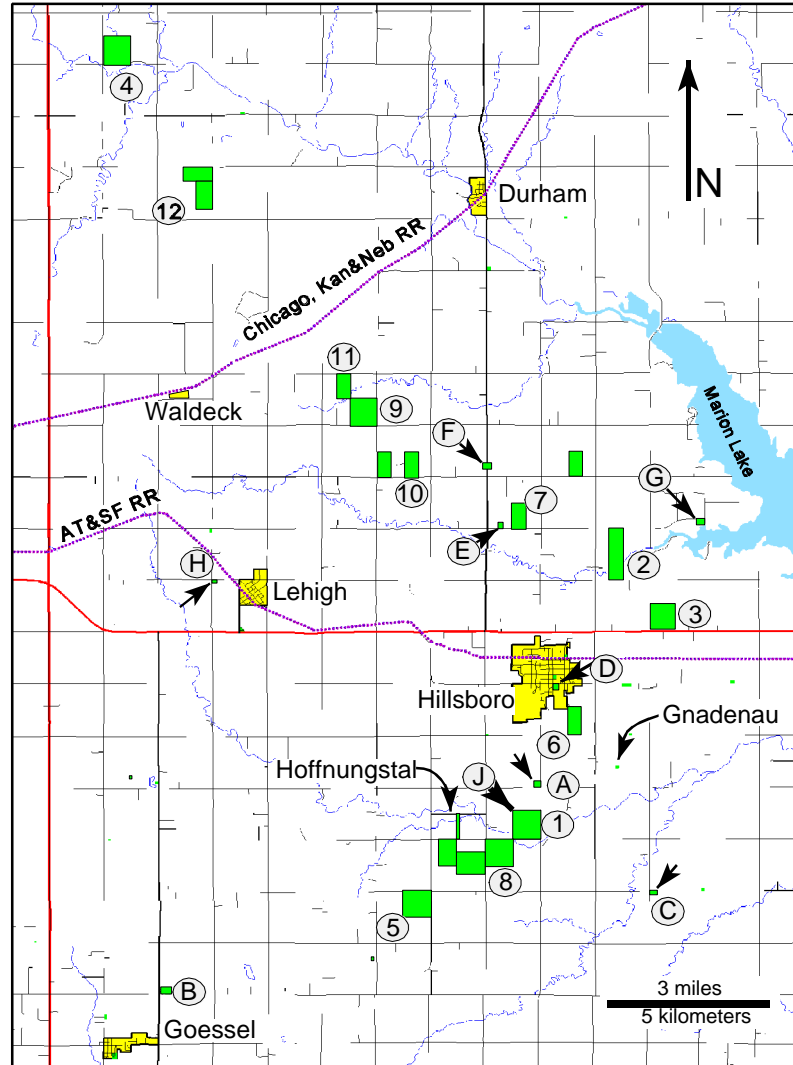 4
N
Durham
12
Chicago, Kan&Neb RR
11
Waldeck
9
Marion Lake
F
10
7
G
AT&SF RR
E
H
2
Lehigh
3
D
Hillsboro
Gnadenau
6
Hoffnungstal
J
A
1
8
C
5
B
3 miles
5 kilometers
Goessel